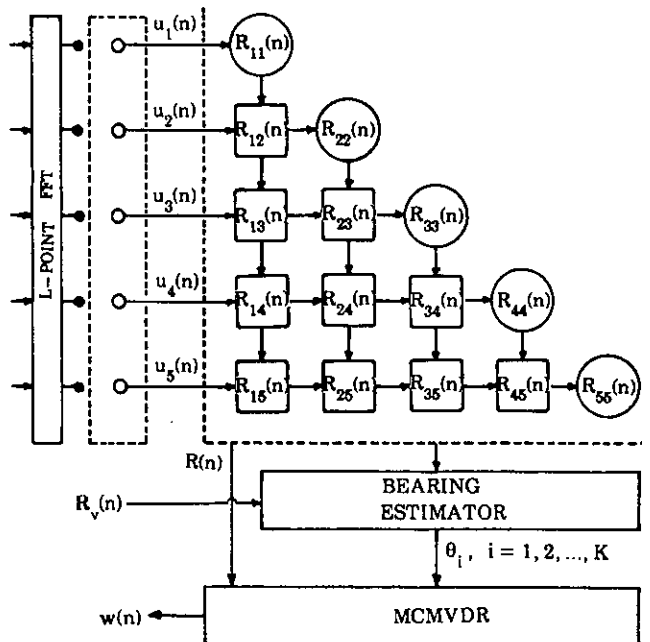 L-POINT FFT
u₁(n) R₁₁(n)
u₂(n) R₁₂(n) R₂₂(n)
u₃(n) R₁₃(n) R₂₃(n) R₃₃(n)
u₄(n) R₁₄(n) R₂₄(n) R₃₄(n) R₄₄(n)
u₅(n) R₁₅(n) R₂₅(n) R₃₅(n) R₄₅(n) R₅₅(n)
R(n)
R_v(n)
BEARING
ESTIMATOR
θᵢ, i = 1, 2, ..., K
w(n)
MCMVDR